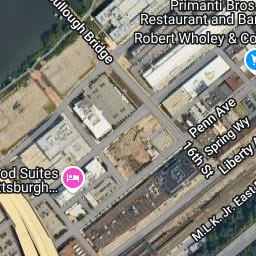 Primanti Bros
Restaurant and Bar
Robert Wholey & Co
ullough Bridge
Penn Ave
Spring Wy
16th St
Liberty A
M.L.K. Jr. East
ood Suites
ttsburgh...